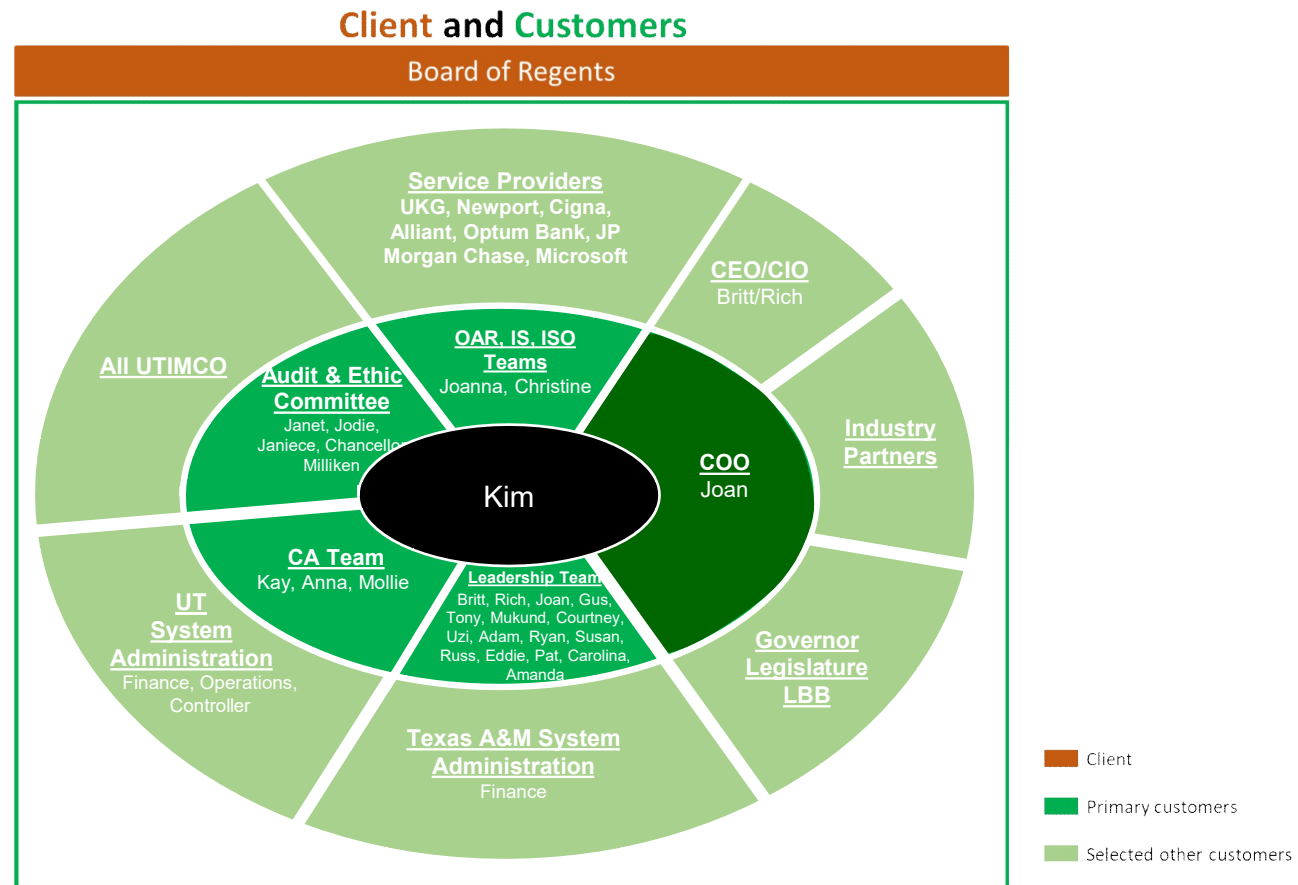 Client and Customers
Board of Regents
Service Providers
UKG, Newport, Cigna,
Alliant, Optum Bank, JP
Morgan Chase, Microsoft
CEO/CIO
Britt/Rich
All UTIMCO
Audit & Ethic
Committee
Janet, Jodie,
Janiece, Chancellor
Milliken
OAR, IS, ISO
Teams
Joanna, Christine
COO
Joan
Industry
Partners
Kim
CA Team
Kay, Anna, Mollie
Leadership Team
Britt, Rich, Joan, Gus,
Tony, Mukund, Courtney,
Uzi, Adam, Ryan, Susan,
Russ, Eddie, Pat, Carolina,
Amanda
UT
System
Administration
Finance, Operations,
Controller
Texas A&M System
Administration
Finance
Governor
Legislature
LBB
Client
Primary customers
Selected other customers